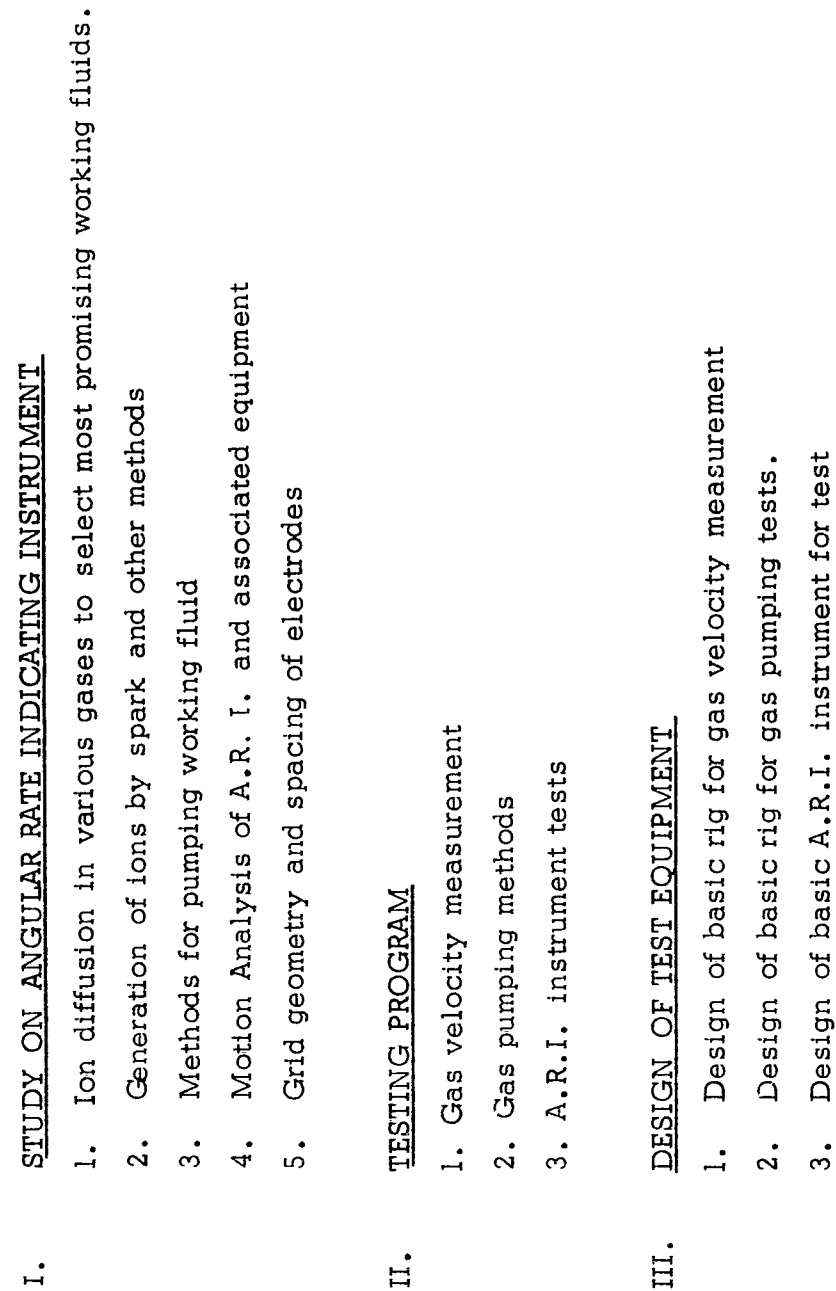 I. STUDY ON ANGULAR RATE INDICATING INSTRUMENT
1. Ion diffusion in various gases to select most promising working fluids.
2. Generation of ions by spark and other methods
3. Methods for pumping working fluid
4. Motion Analysis of A.R. I. and associated equipment
5. Grid geometry and spacing of electrodes
II. TESTING PROGRAM
1. Gas velocity measurement
2. Gas pumping methods
3. A.R.I. instrument tests
III. DESIGN OF TEST EQUIPMENT
1. Design of basic rig for gas velocity measurement
2. Design of basic rig for gas pumping tests.
3. Design of basic A.R.I. instrument for test